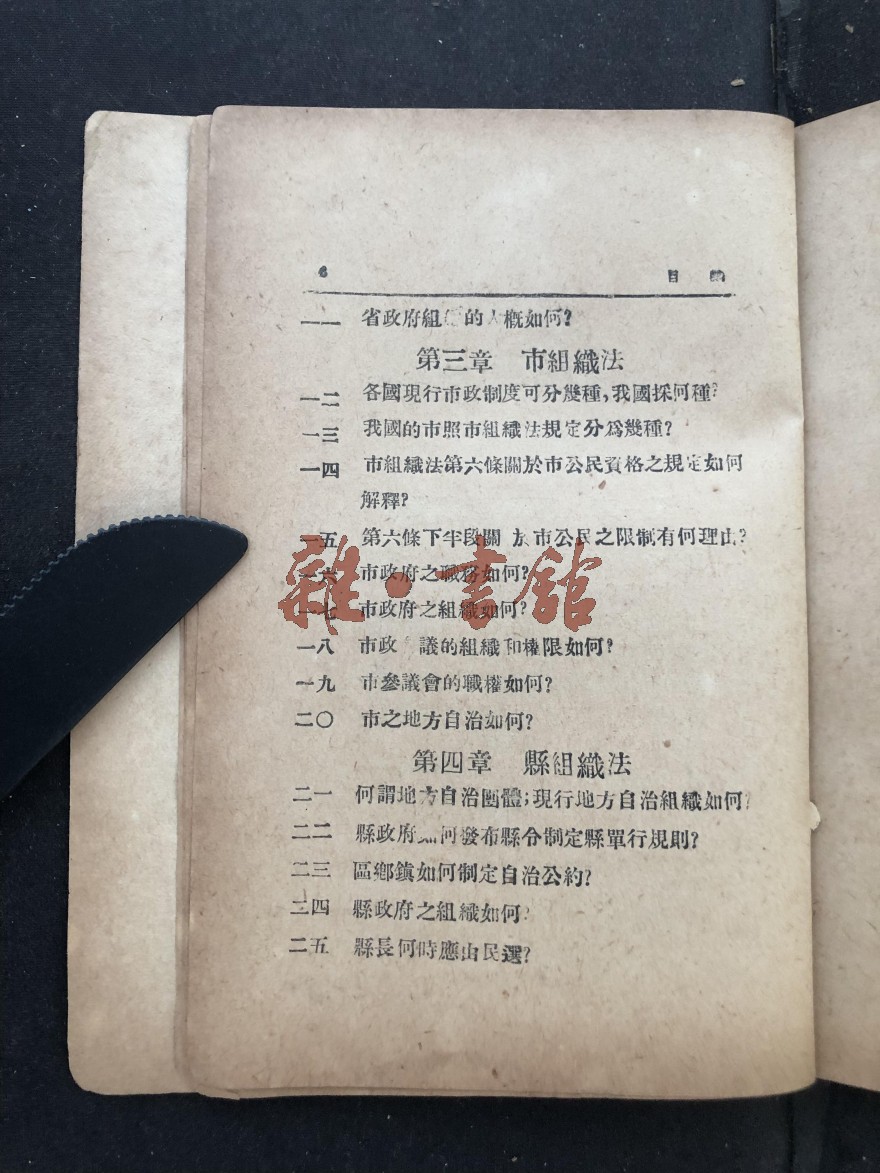 6 目錄
一一 省政府組 的大概如何?
第三章 市組織法
一二 各國現行市政制度可分幾種,我國採何種?
一三 我國的市照市組織法規定分爲幾種?
一四 市組織法第六條關於市公民資格之規定如何
解釋?
一五 第六條下半段關於市公民之限制有何理由?
一六 市政府之職務如何?
一七 市政府之組織如何?
雜·書館
一八 市政 議的組織和權限如何?
一九 市參議會的職權如何?
二〇 市之地方自治如何?
第四章 縣組織法
二一 何謂地方自治團體;現行地方自治組織如何?
二二 縣政府如何發布縣令制定縣單行規則?
二三 區鄉鎮如何制定自治公約?
二四 縣政府之組織如何?
二五 縣長何時應由民選?